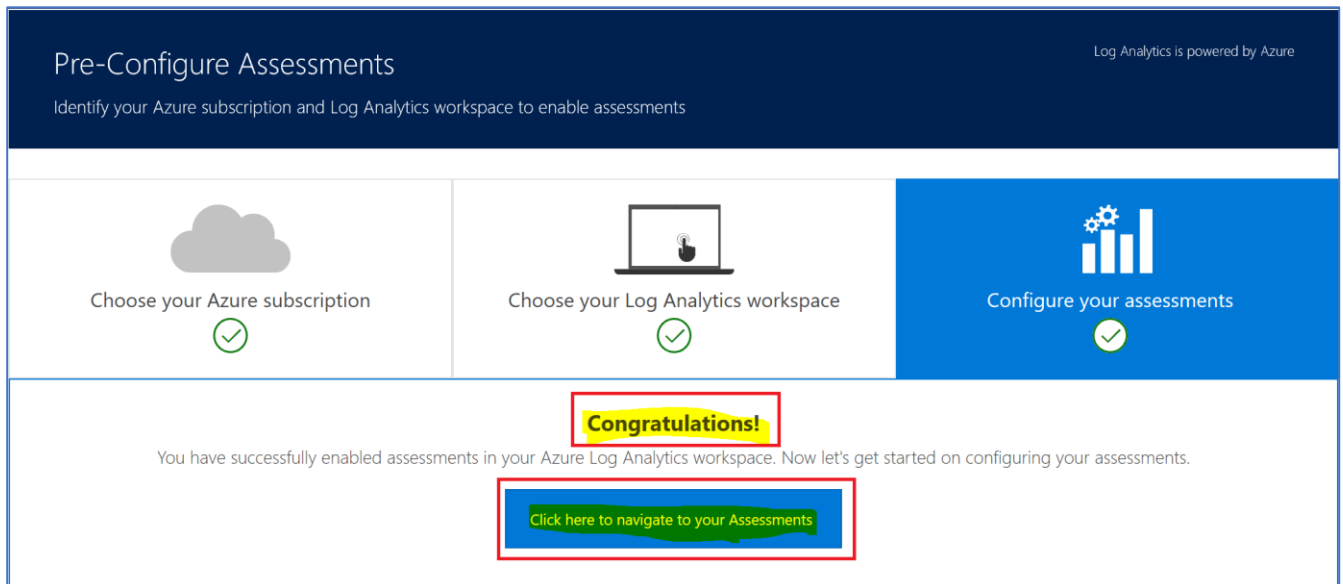 Pre-Configure Assessments
Log Analytics is powered by Azure
Identify your Azure subscription and Log Analytics workspace to enable assessments
Choose your Azure subscription
Choose your Log Analytics workspace
Configure your assessments
Congratulations!
You have successfully enabled assessments in your Azure Log Analytics workspace. Now let's get started on configuring your assessments.
Click here to navigate to your Assessments